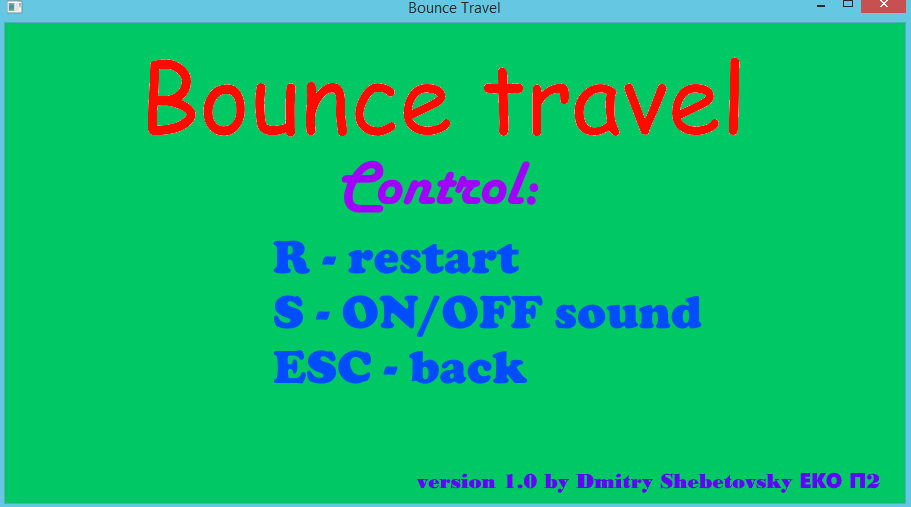 Bounce Travel
Bounce travel
Control:
R - restart
S - ON/OFF sound
ESC - back
version 1.0 by Dmitry Shebetovsky ЕКО П2